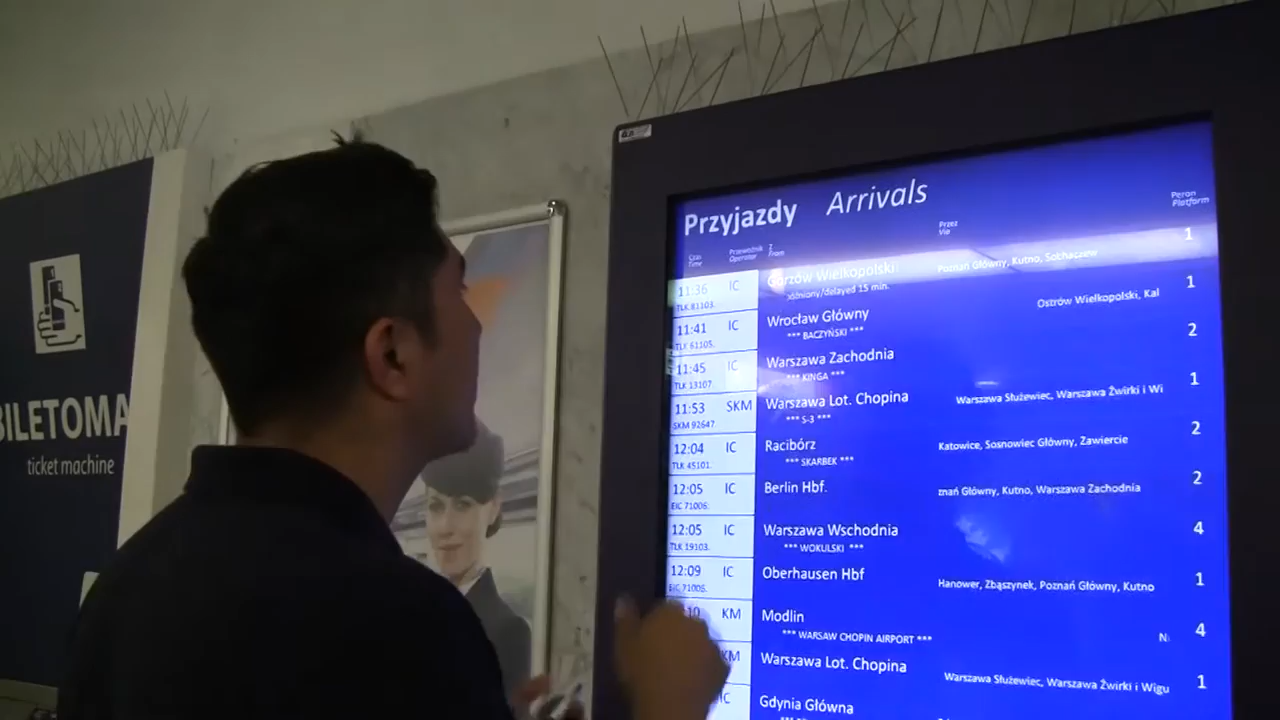 BILETOMA
ticket machine
Przyjazdy Arrivals
Czas Przewoźnik Z Przez Peron
Time Operator From Via Platform
11:36 IC Gorzów Wielkopolski Poznań Główny, Kutno, Sochaczew 1
TLK 81103. /delayed 15 min.
11:41 IC Wrocław Główny Ostrów Wielkopolski, Kal 1
TLK 61105. *** BACZYŃSKI ***
11:45 IC Warszawa Zachodnia 2
TLK 13107. *** KINGA ***
11:53 SKM Warszawa Lot. Chopina Warszawa Służewiec, Warszawa Żwirki i Wi 1
SKM 92647 *** S-3 ***
12:04 IC Racibórz Katowice, Sosnowiec Główny, Zawiercie 2
TLK 45101. *** SKARBEK ***
12:05 IC Berlin Hbf. znań Główny, Kutno, Warszawa Zachodnia 2
EIC 71006.
12:05 IC Warszawa Wschodnia 4
TLK 19103. *** WOKULSKI ***
12:09 IC Oberhausen Hbf Hanower, Zbąszynek, Poznań Główny, Kutno 1
EIC 71006.
10 KM Modlin 4
*** WARSAW CHOPIN AIRPORT *** N
KM Warszawa Lot. Chopina Warszawa Służewiec, Warszawa Żwirki i Wigu 1
IC Gdynia Główna